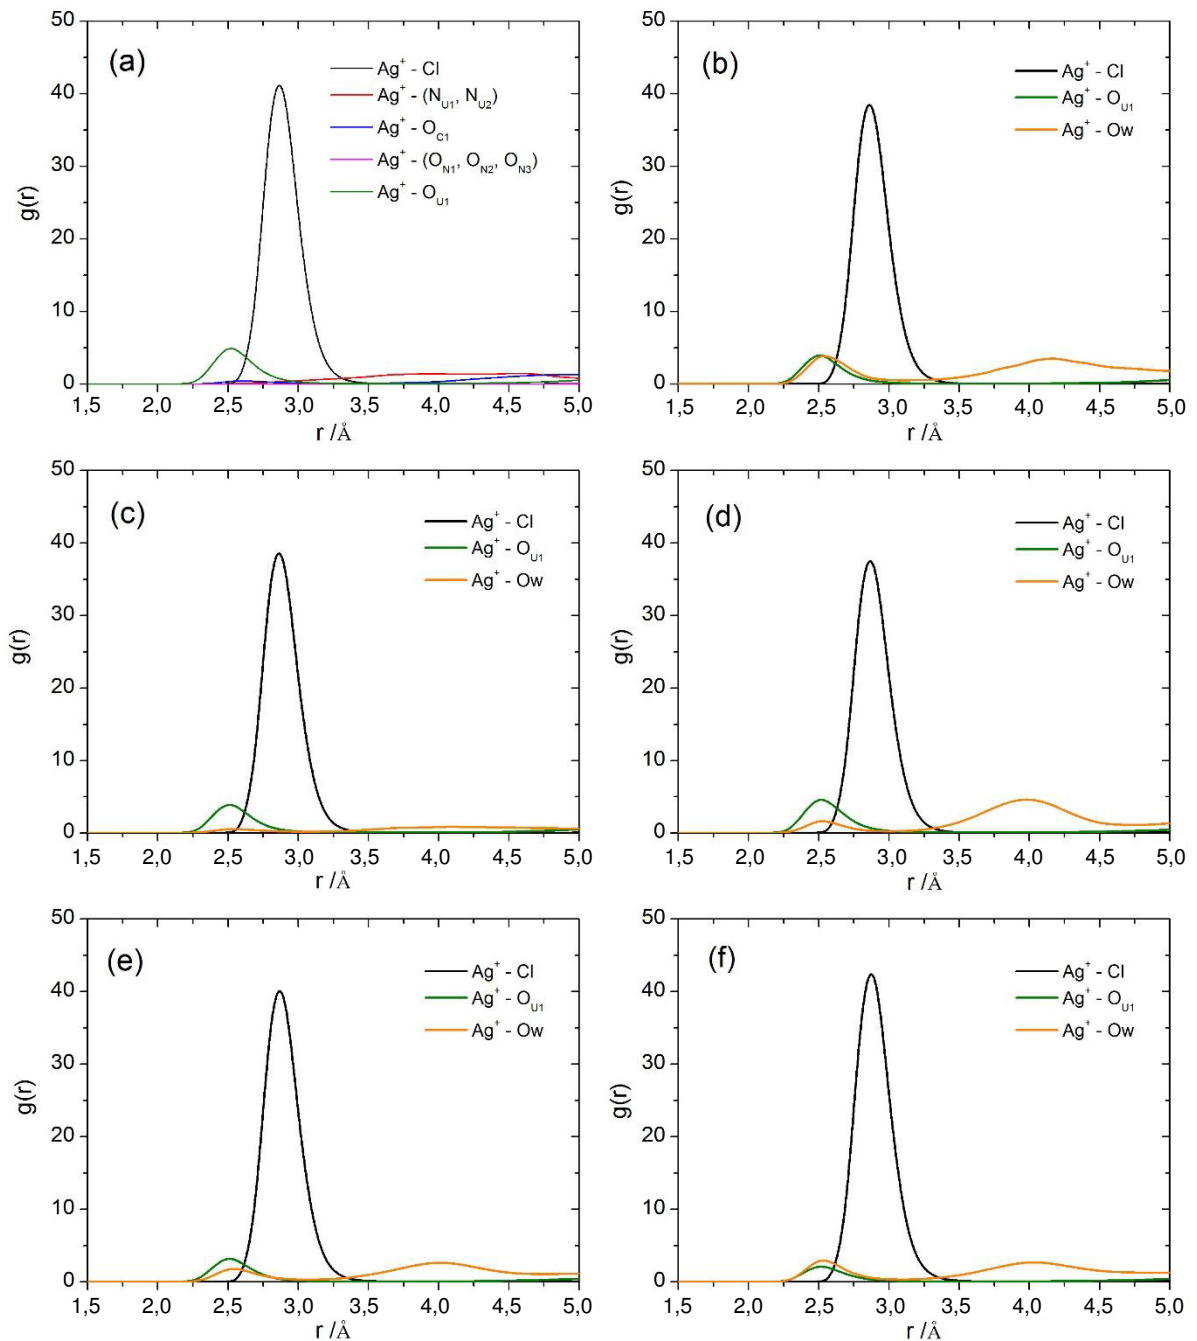 (a)
Ag⁺ - Cl
Ag⁺ - (N_U1, N_U2)
Ag⁺ - O_C1
Ag⁺ - (O_N1, O_N2, O_N3)
Ag⁺ - O_U1
g(r)
50
40
30
20
10
0
1,5 2,0 2,5 3,0 3,5 4,0 4,5 5,0
r /Å
(b)
Ag⁺ - Cl
Ag⁺ - O_U1
Ag⁺ - Ow
g(r)
50
40
30
20
10
0
1,5 2,0 2,5 3,0 3,5 4,0 4,5 5,0
r /Å
(c)
Ag⁺ - Cl
Ag⁺ - O_U1
Ag⁺ - Ow
g(r)
50
40
30
20
10
0
1,5 2,0 2,5 3,0 3,5 4,0 4,5 5,0
r /Å
(d)
Ag⁺ - Cl
Ag⁺ - O_U1
Ag⁺ - Ow
g(r)
50
40
30
20
10
0
1,5 2,0 2,5 3,0 3,5 4,0 4,5 5,0
r /Å
(e)
Ag⁺ - Cl
Ag⁺ - O_U1
Ag⁺ - Ow
g(r)
50
40
30
20
10
0
1,5 2,0 2,5 3,0 3,5 4,0 4,5 5,0
r /Å
(f)
Ag⁺ - Cl
Ag⁺ - O_U1
Ag⁺ - Ow
g(r)
50
40
30
20
10
0
1,5 2,0 2,5 3,0 3,5 4,0 4,5 5,0
r /Å